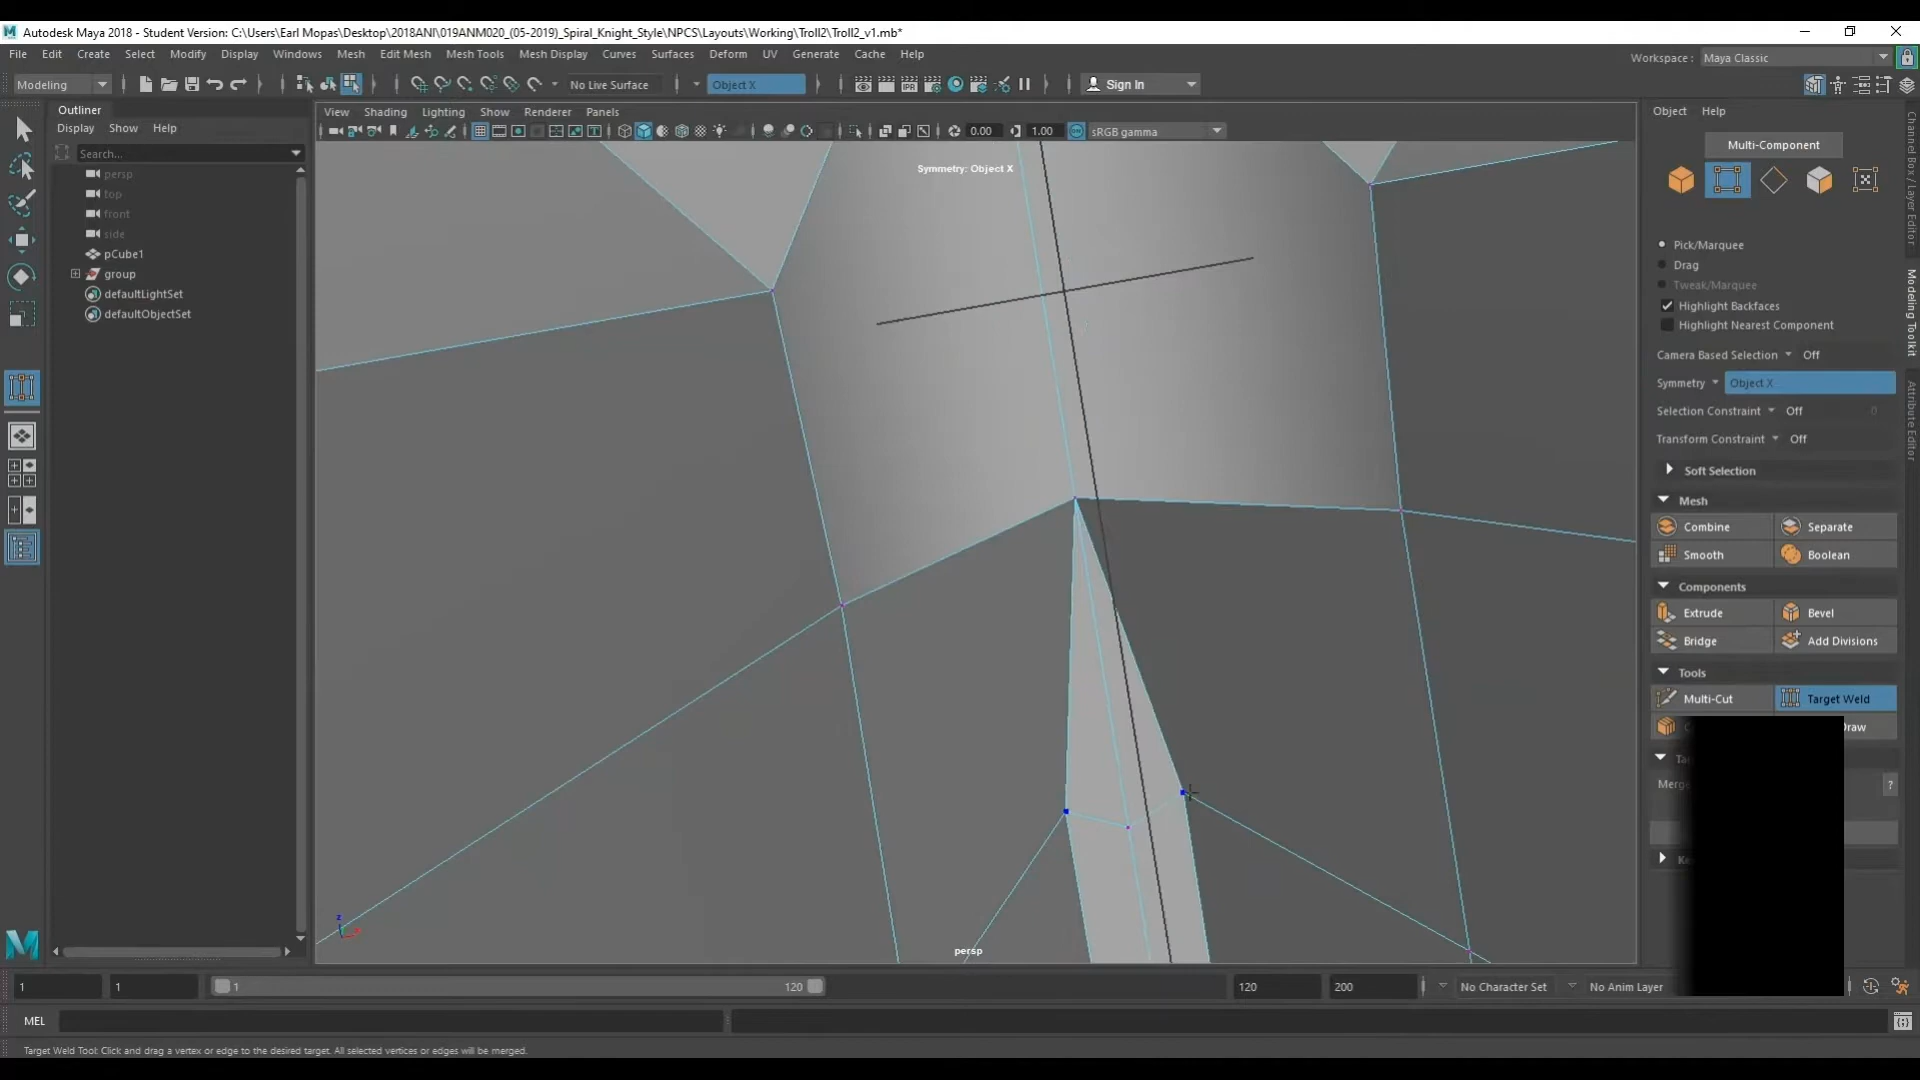 Autodesk Maya 2018 - Student Version: C:\Users\Earl Mopas\Desktop\2018ANI\019ANM020_(05-2019)_Spiral_Knight_Style\NPCS\Layouts\Working\Troll2\Troll2_v1.mb*
File Edit Create Select Modify Display Windows Mesh Edit Mesh Mesh Tools Mesh Display Curves Surfaces Deform UV Generate Cache Help
Workspace : Maya Classic
Modeling No Live Surface Object X Sign In
Outliner
Display Show Help
Search...
persp
top
front
side
pCube1
group
defaultLightSet
defaultObjectSet
View Shading Lighting Show Renderer Panels
0.00 1.00 sRGB gamma
Symmetry: Object X
persp
z
Object Help
Multi-Component
Pick/Marquee
Drag
Tweak/Marquee
Highlight Backfaces
Highlight Nearest Component
Camera Based Selection Off
Symmetry Object X
Selection Constraint Off 0
Transform Constraint Off
Soft Selection
Mesh
Combine Separate
Smooth Boolean
Components
Extrude Bevel
Bridge Add Divisions
Tools
Multi-Cut Target Weld
Merg
?
Channel Box / Layer Editor
Modeling Toolkit
Attribute Editor
1 1 1 120 120 200 No Character Set No Anim Layer
MEL
Target Weld Tool: Click and drag a vertex or edge to the desired target. All selected vertices or edges will be merged.